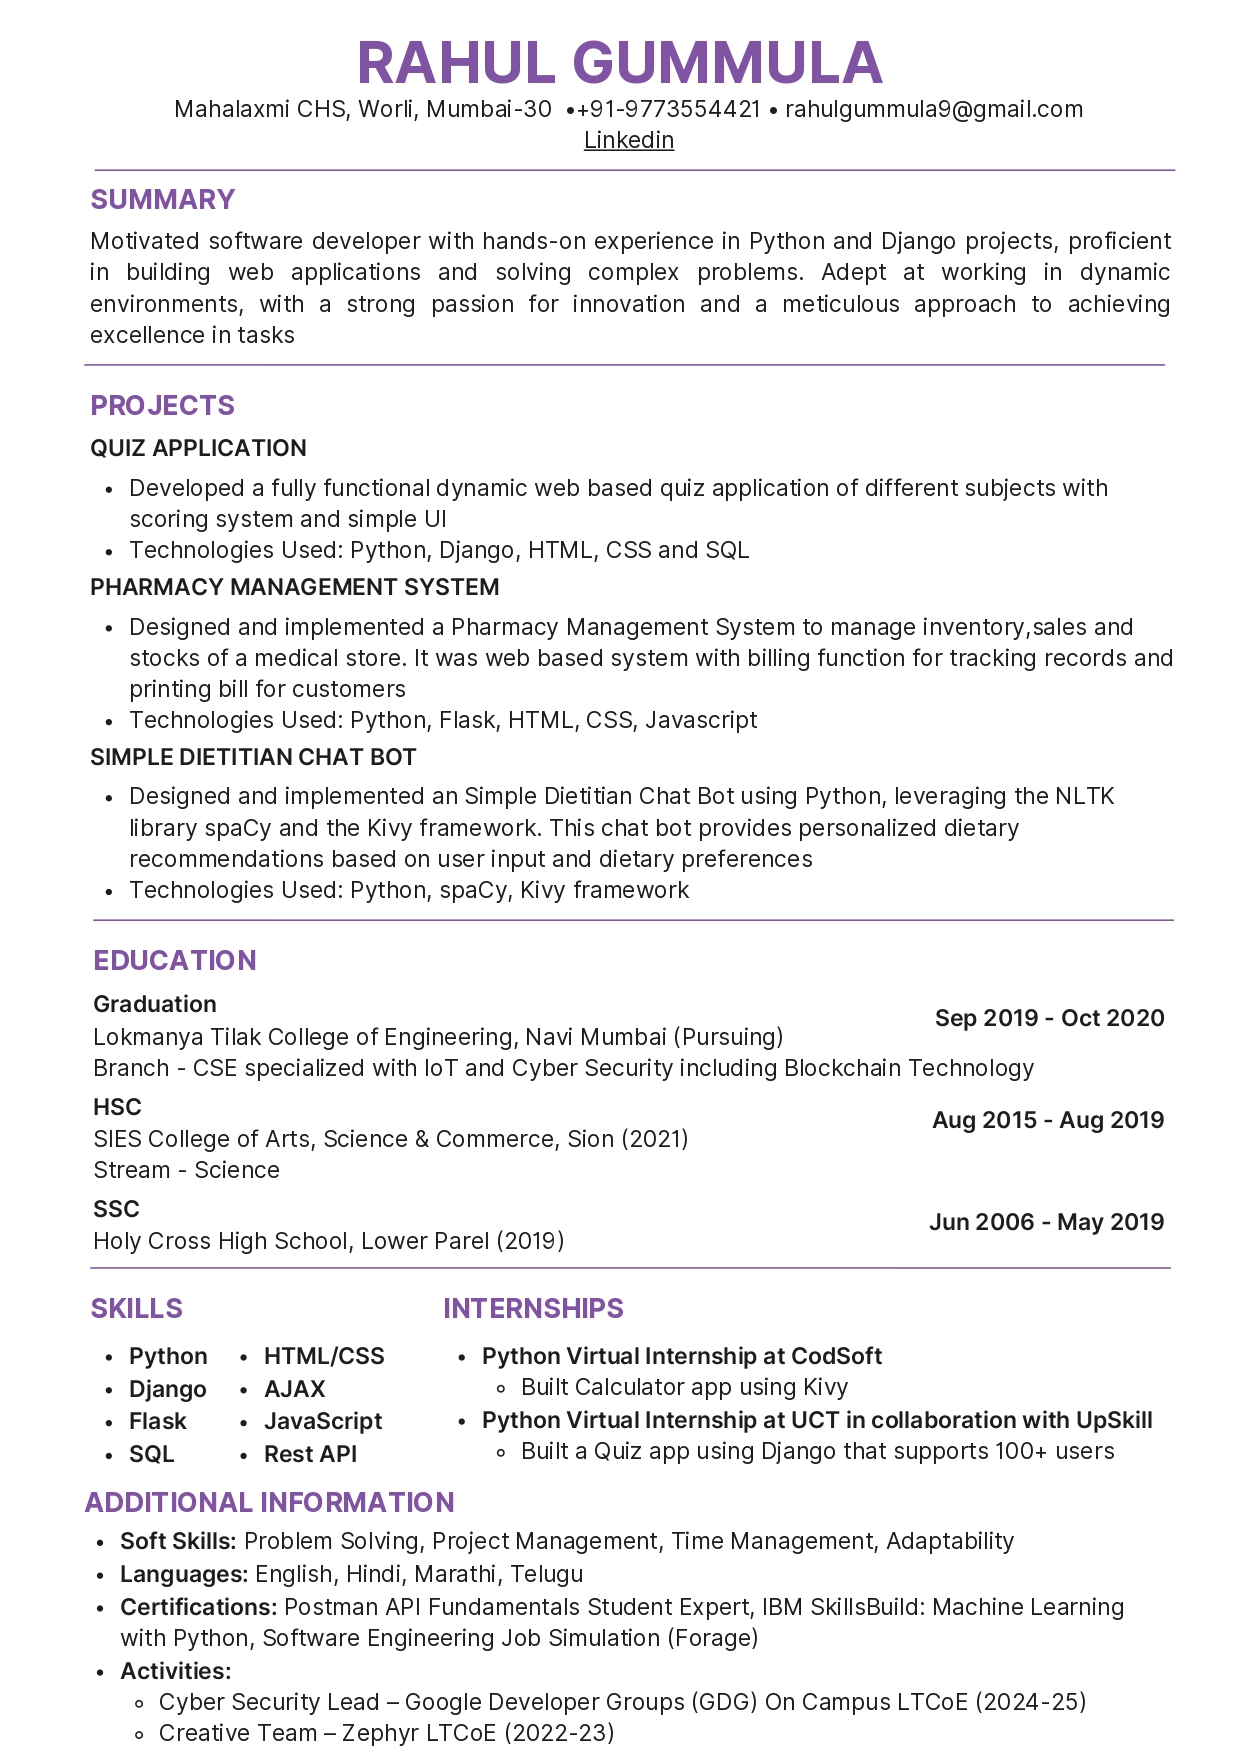 RAHUL GUMMULA
Mahalaxmi CHS, Worli, Mumbai-30 •+91-9773554421 • rahulgummula9@gmail.com
Linkedin
SUMMARY
Motivated software developer with hands-on experience in Python and Django projects, proficient
in building web applications and solving complex problems. Adept at working in dynamic
environments, with a strong passion for innovation and a meticulous approach to achieving
excellence in tasks
PROJECTS
QUIZ APPLICATION
• Developed a fully functional dynamic web based quiz application of different subjects with
scoring system and simple UI
• Technologies Used: Python, Django, HTML, CSS and SQL
PHARMACY MANAGEMENT SYSTEM
• Designed and implemented a Pharmacy Management System to manage inventory,sales and
stocks of a medical store. It was web based system with billing function for tracking records and
printing bill for customers
• Technologies Used: Python, Flask, HTML, CSS, Javascript
SIMPLE DIETITIAN CHAT BOT
• Designed and implemented an Simple Dietitian Chat Bot using Python, leveraging the NLTK
library spaCy and the Kivy framework. This chat bot provides personalized dietary
recommendations based on user input and dietary preferences
• Technologies Used: Python, spaCy, Kivy framework
EDUCATION
Graduation
Sep 2019 - Oct 2020
Lokmanya Tilak College of Engineering, Navi Mumbai (Pursuing)
Branch - CSE specialized with IoT and Cyber Security including Blockchain Technology
HSC
Aug 2015 - Aug 2019
SIES College of Arts, Science & Commerce, Sion (2021)
Stream - Science
SSC
Jun 2006 - May 2019
Holy Cross High School, Lower Parel (2019)
SKILLS
• Python
• Django
• Flask
• SQL
• HTML/CSS
• AJAX
• JavaScript
• Rest API
INTERNSHIPS
• Python Virtual Internship at CodSoft
◦ Built Calculator app using Kivy
• Python Virtual Internship at UCT in collaboration with UpSkill
◦ Built a Quiz app using Django that supports 100+ users
ADDITIONAL INFORMATION
• Soft Skills: Problem Solving, Project Management, Time Management, Adaptability
• Languages: English, Hindi, Marathi, Telugu
• Certifications: Postman API Fundamentals Student Expert, IBM SkillsBuild: Machine Learning
with Python, Software Engineering Job Simulation (Forage)
• Activities:
◦ Cyber Security Lead – Google Developer Groups (GDG) On Campus LTCoE (2024-25)
◦ Creative Team – Zephyr LTCoE (2022-23)